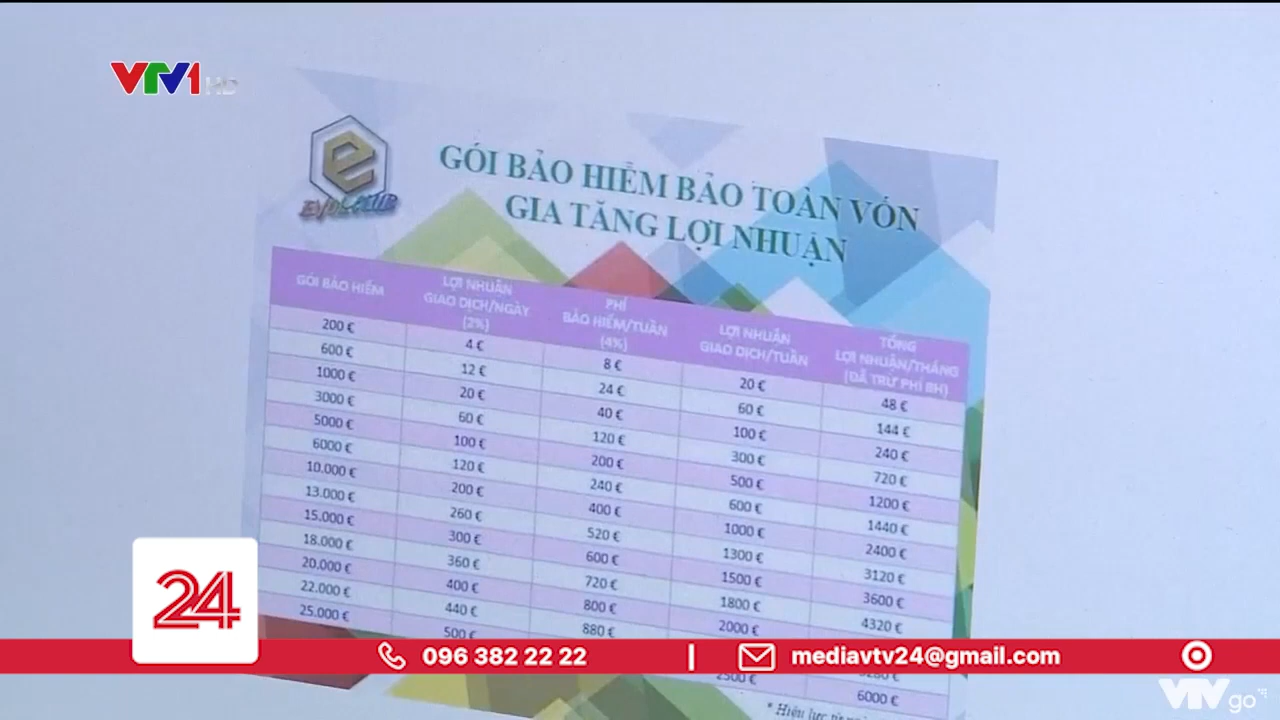 VTV1 HD
GÓI BẢO HIỂM BẢO TOÀN VỐN
GIA TĂNG LỢI NHUẬN
GÓI BẢO HIỂM LỢI NHUẬN GIAO DỊCH/NGÀY (2%) PHÍ BẢO HIỂM/TUẦN (4%) LỢI NHUẬN GIAO DỊCH/TUẦN TỔNG LỢI NHUẬN/THÁNG (ĐÃ TRỪ PHÍ BH)
200 € 4 € 8 € 20 € 48 €
600 € 12 € 24 € 60 € 144 €
1000 € 20 € 40 € 100 € 240 €
3000 € 60 € 120 € 300 € 720 €
5000 € 100 € 200 € 500 € 1200 €
6000 € 120 € 240 € 600 € 1440 €
10.000 € 200 € 400 € 1000 € 2400 €
13.000 € 260 € 520 € 1300 € 3120 €
15.000 € 300 € 600 € 1500 € 3600 €
18.000 € 360 € 720 € 1800 € 4320 €
20.000 € 400 € 800 € 2000 €
22.000 € 440 € 880 €
25.000 € 500 € 2500 € 6000 €
* Hiệu lực
24
096 382 22 22 | mediavtv24@gmail.com
VTV go